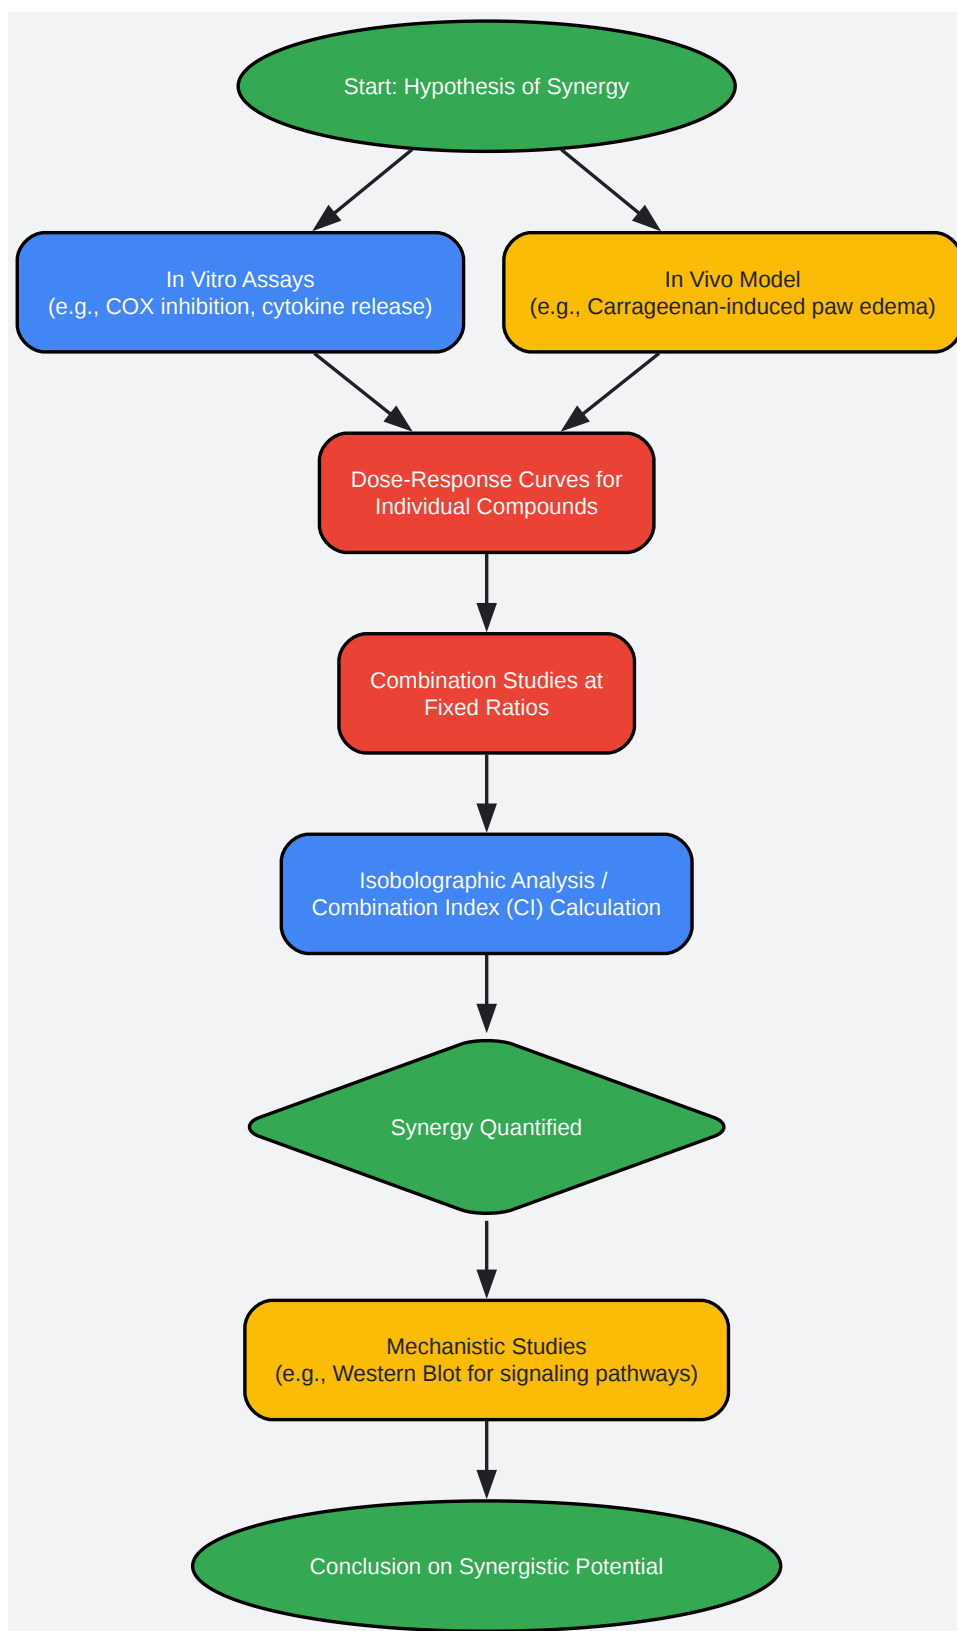 Start: Hypothesis of Synergy
In Vitro Assays
(e.g., COX inhibition, cytokine release)
In Vivo Model
(e.g., Carrageenan-induced paw edema)
Dose-Response Curves for
Individual Compounds
Combination Studies at
Fixed Ratios
Isobolographic Analysis /
Combination Index (CI) Calculation
Synergy Quantified
Mechanistic Studies
(e.g., Western Blot for signaling pathways)
Conclusion on Synergistic Potential